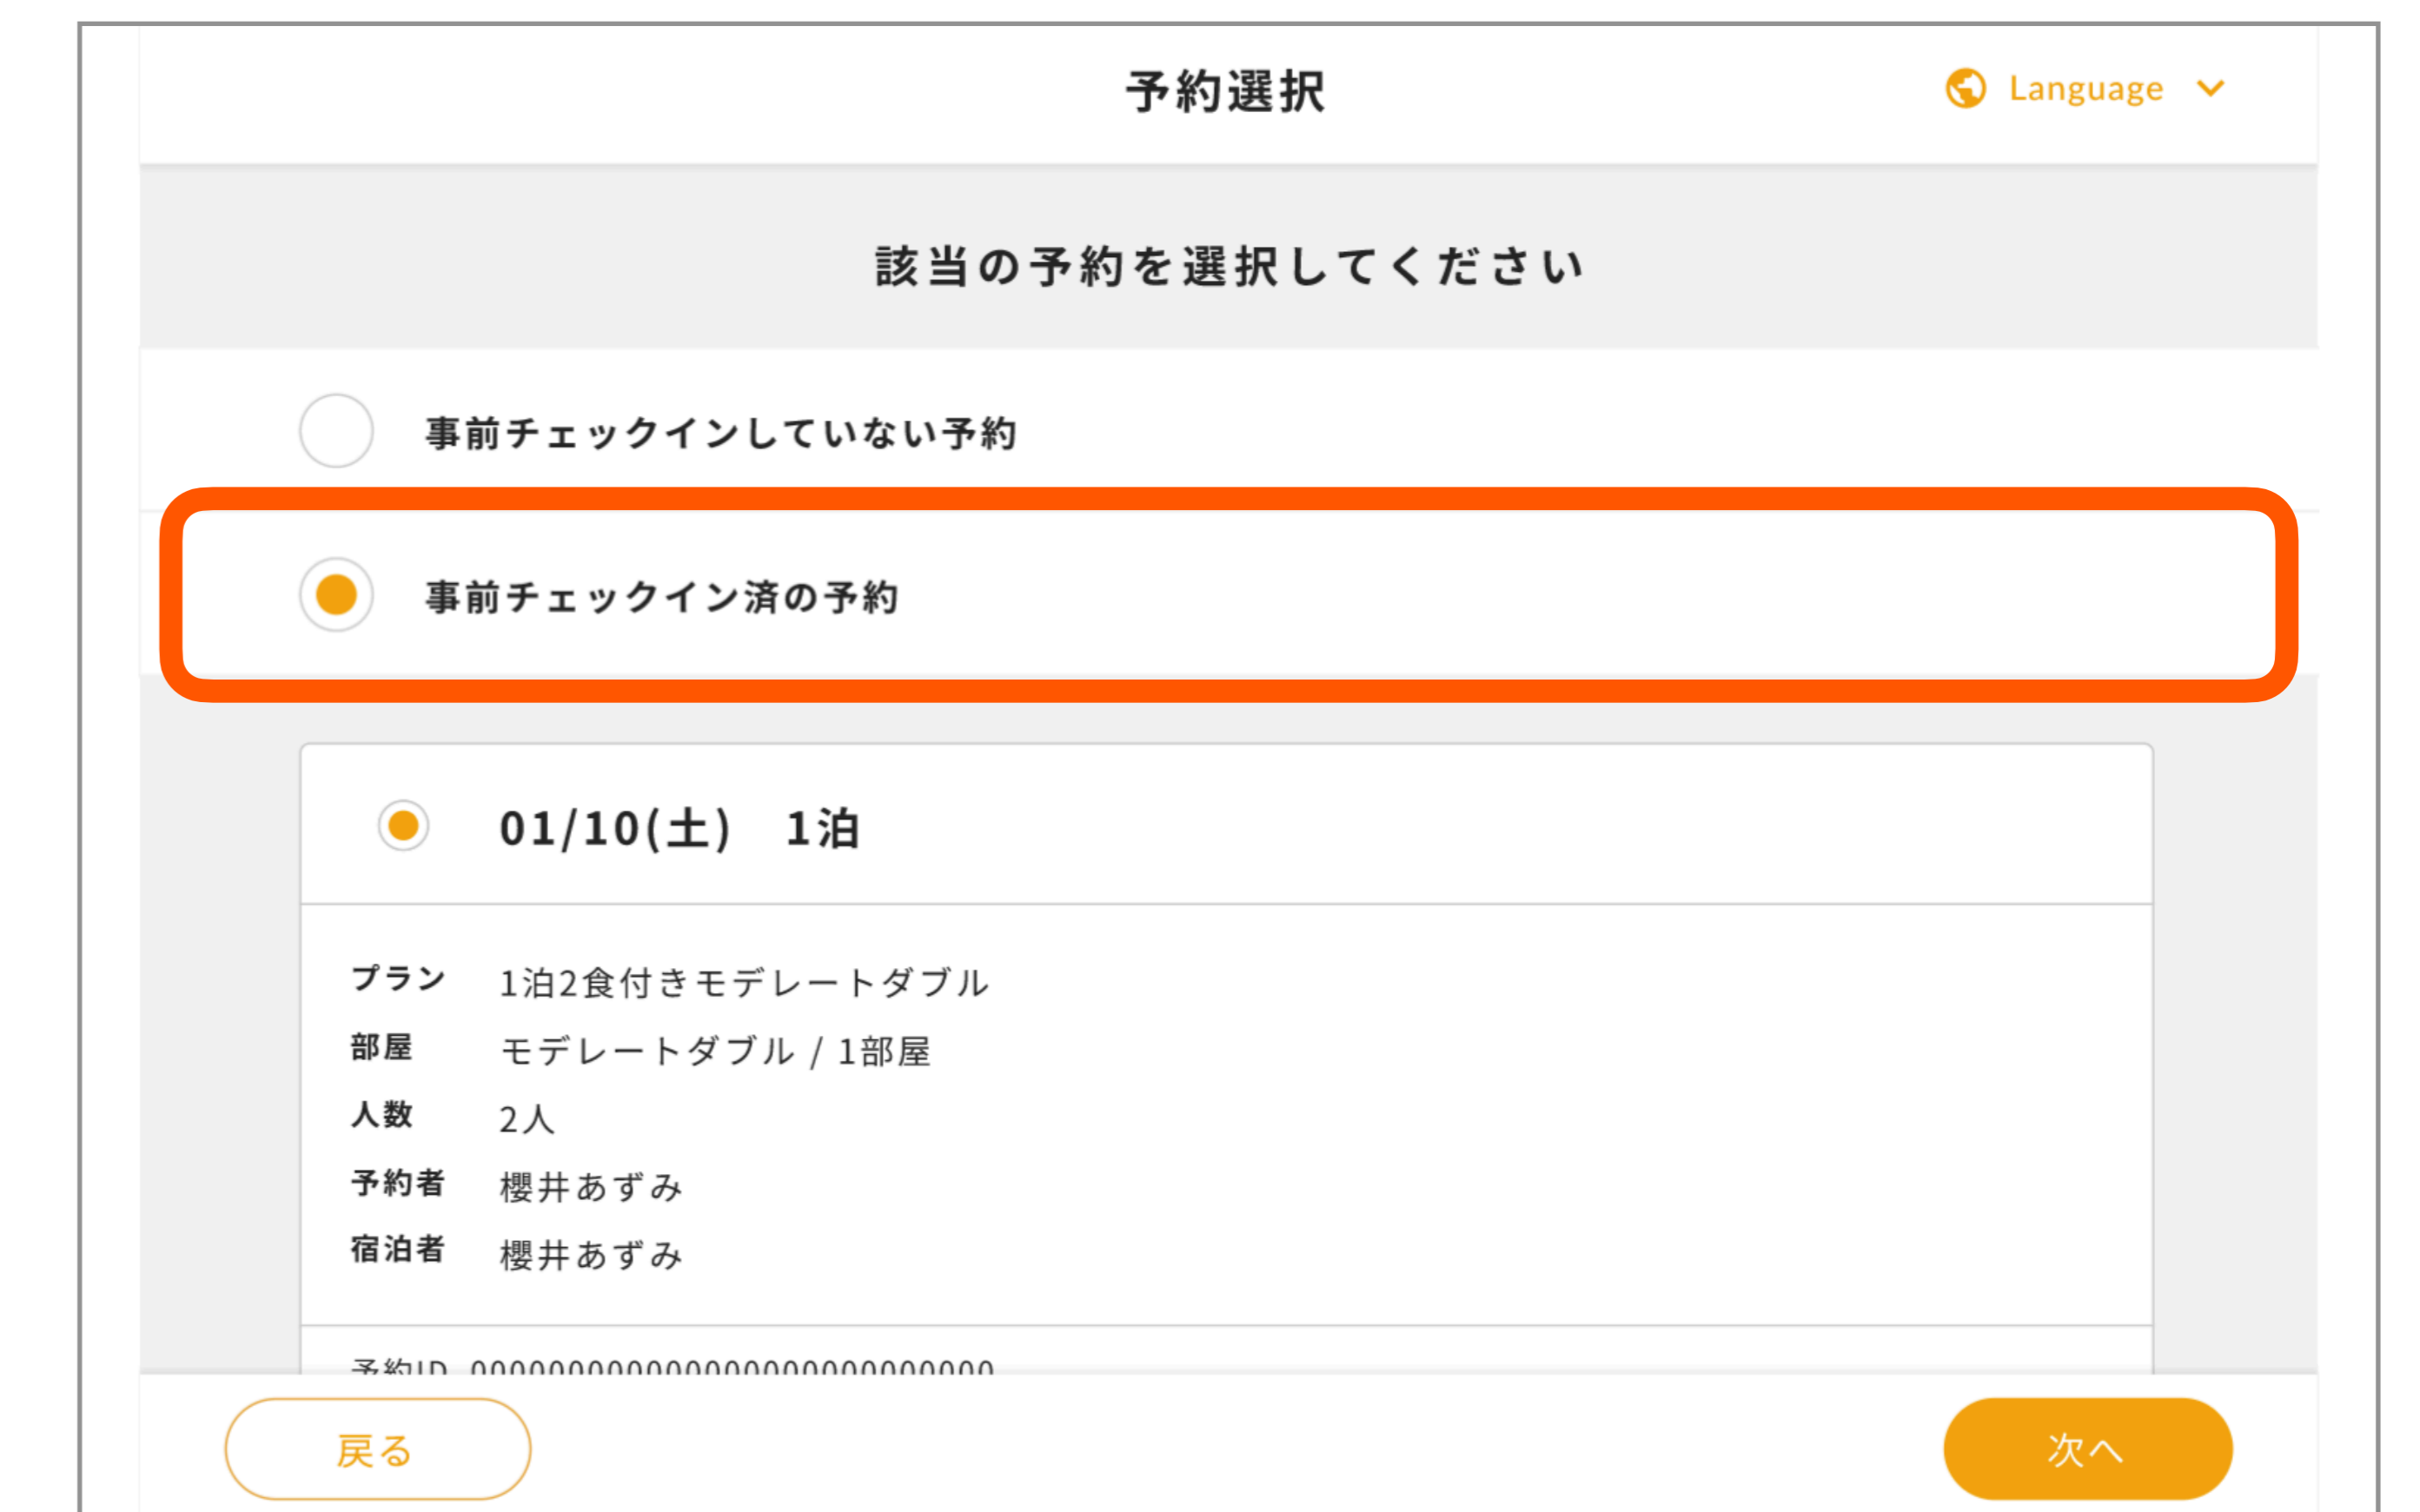 予約選択
Language
該当の予約を選択してください
事前チェックインしていない予約
事前チェックイン済の予約
01/10(土) 1泊
プラン 1泊2食付きモデレートダブル
部屋 モデレートダブル / 1部屋
人数 2人
予約者 櫻井あずみ
宿泊者 櫻井あずみ
予約ID 000000000000000000000000000
戻る
次へ